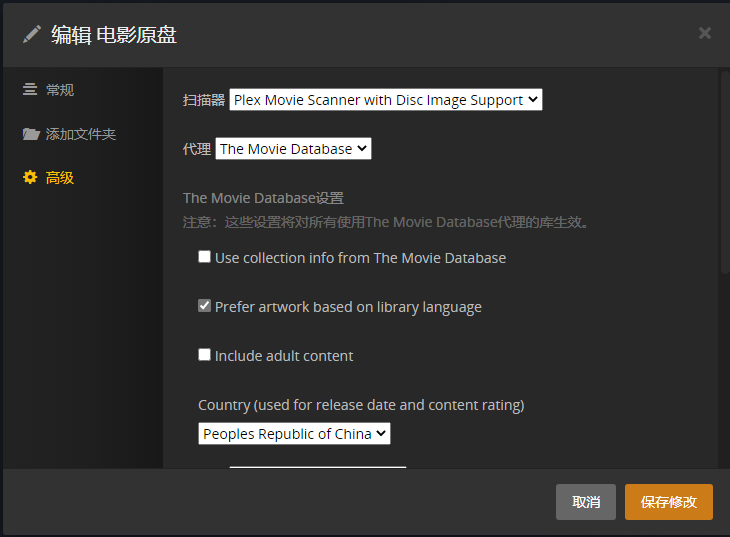 编辑 电影原盘
常规
添加文件夹
高级
扫描器 Plex Movie Scanner with Disc Image Support
代理 The Movie Database
The Movie Database设置
注意：这些设置将对所有使用The Movie Database代理的库生效。
Use collection info from The Movie Database
Prefer artwork based on library language
Include adult content
Country (used for release date and content rating)
Peoples Republic of China
取消
保存修改